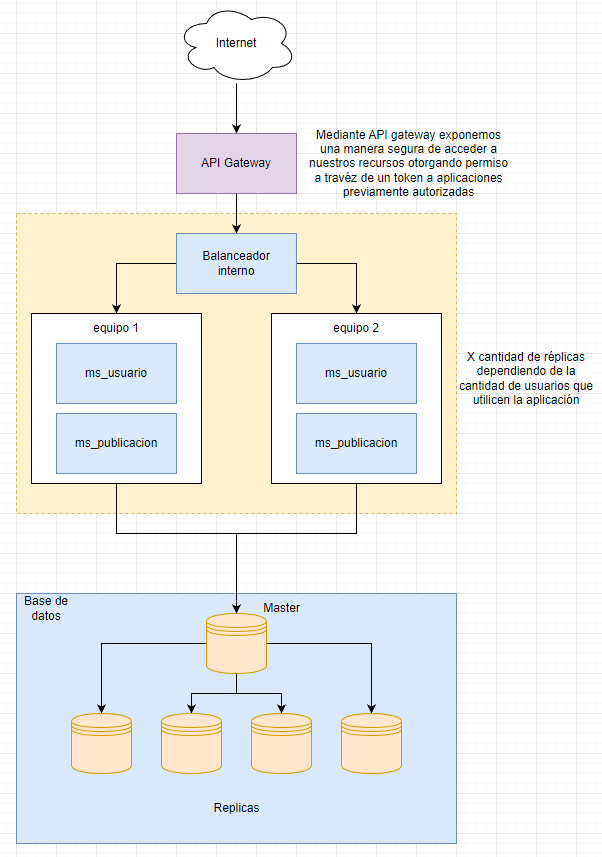 Internet
API Gateway
Mediante API gateway exponemos
una manera segura de acceder a
nuestros recursos otorgando permiso
a travéz de un token a aplicaciones
previamente autorizadas
Balanceador
interno
equipo 1
ms_usuario
ms_publicacion
equipo 2
ms_usuario
ms_publicacion
X cantidad de réplicas
dependiendo de la
cantidad de usuarios que
utilicen la aplicación
Base de
datos
Master
Replicas